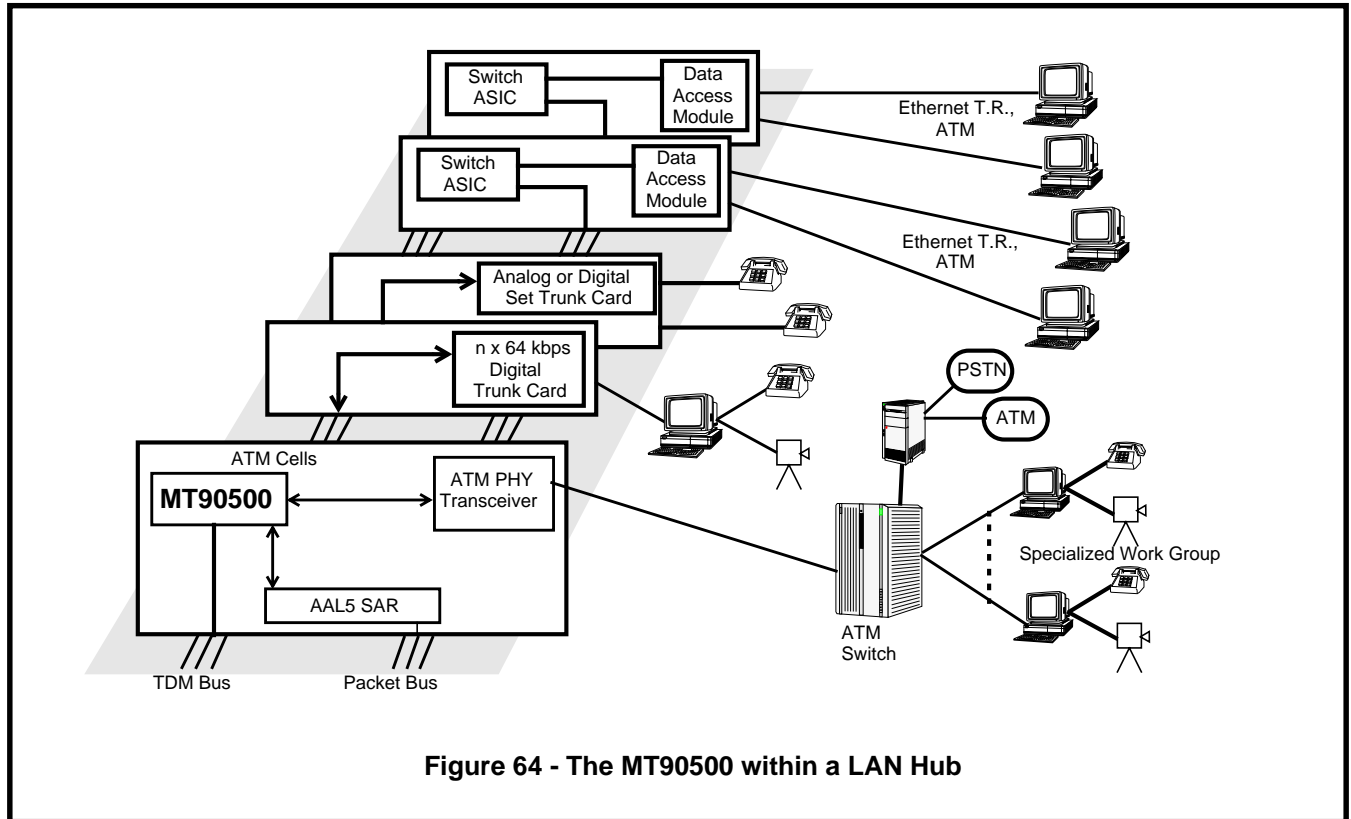 Switch
ASIC
Data
Access
Module
Ethernet T.R.,
ATM
Switch
ASIC
Data
Access
Module
Ethernet T.R.,
ATM
Analog or Digital
Set Trunk Card
n x 64 kbps
Digital
Trunk Card
PSTN
ATM
ATM Cells
MT90500
ATM PHY
Transceiver
AAL5 SAR
Specialized Work Group
ATM
Switch
TDM Bus
Packet Bus
Figure 64 - The MT90500 within a LAN Hub